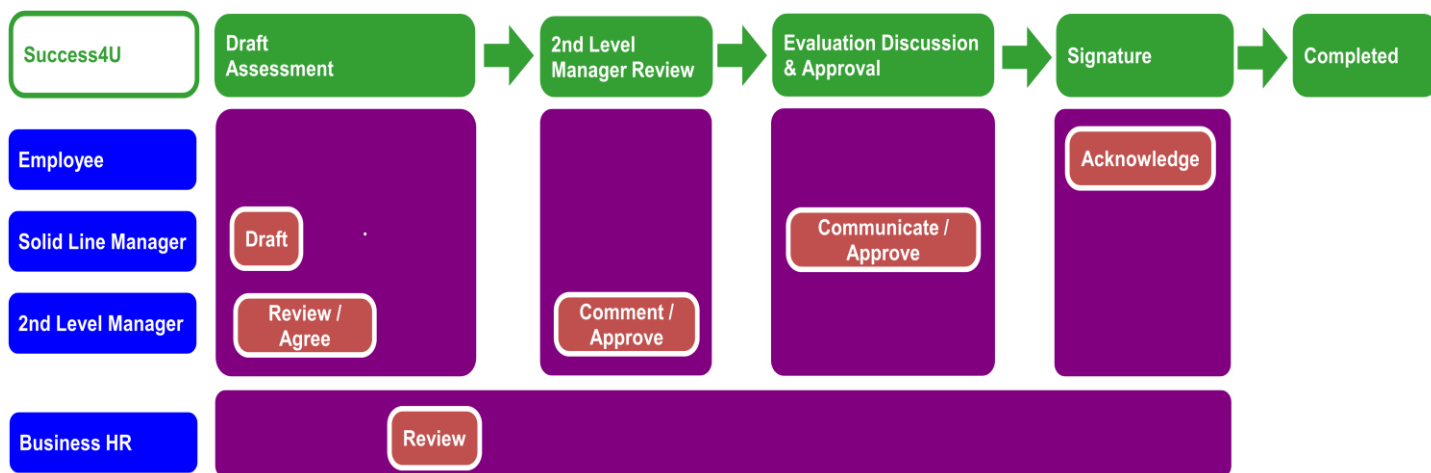 Success4U
Draft
Assessment
2nd Level
Manager Review
Evaluation Discussion
& Approval
Signature
Completed
Employee
Acknowledge
Solid Line Manager
Draft
Communicate /
Approve
2nd Level Manager
Review /
Agree
Comment /
Approve
Business HR
Review